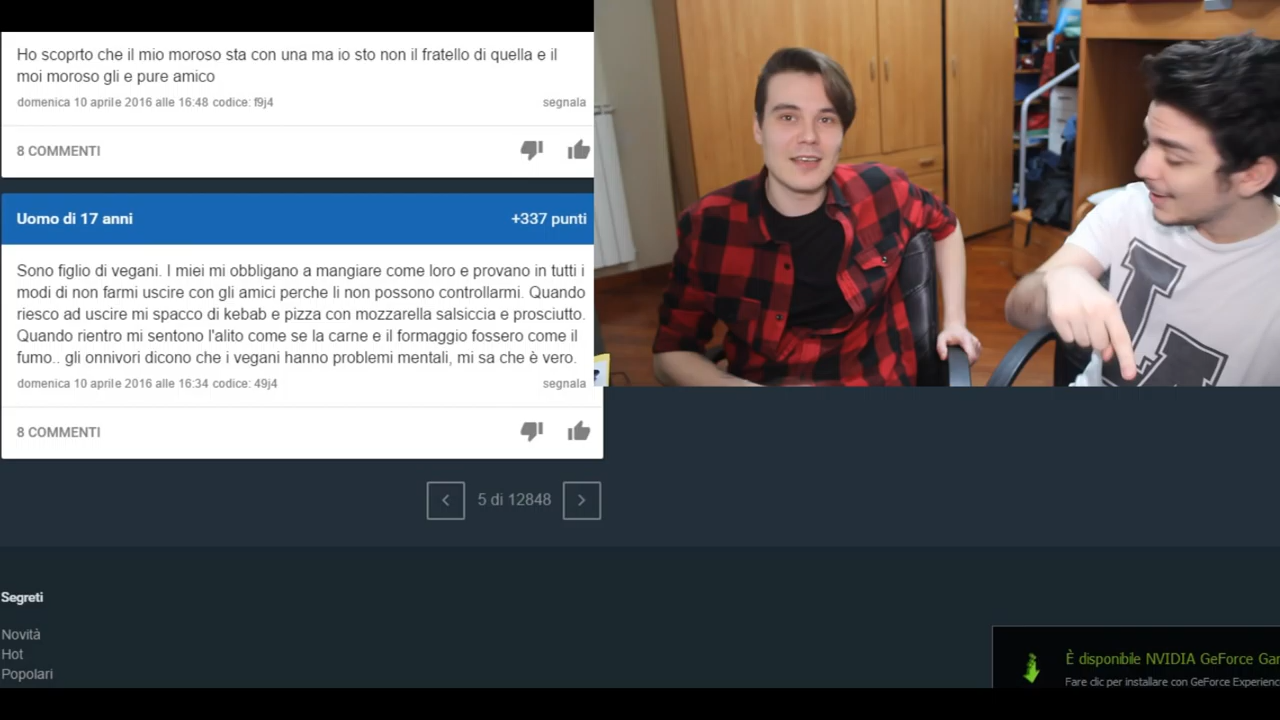 Ho scoprto che il mio moroso sta con una ma io sto non il fratello di quella e il
moi moroso gli e pure amico
domenica 10 aprile 2016 alle 16:48 codice: f9j4 segnala
8 COMMENTI
Uomo di 17 anni +337 punti
Sono figlio di vegani. I miei mi obbligano a mangiare come loro e provano in tutti i
modi di non farmi uscire con gli amici perche li non possono controllarmi. Quando
riesco ad uscire mi spacco di kebab e pizza con mozzarella salsiccia e prosciutto.
Quando rientro mi sentono l'alito come se la carne e il formaggio fossero come il
fumo.. gli onnivori dicono che i vegani hanno problemi mentali, mi sa che è vero.
domenica 10 aprile 2016 alle 16:34 codice: 49j4 segnala
8 COMMENTI
5 di 12848
Segreti
Novità
Hot
Popolari
È disponibile NVIDIA GeForce Gar
Fare clic per installare con GeForce Experienc